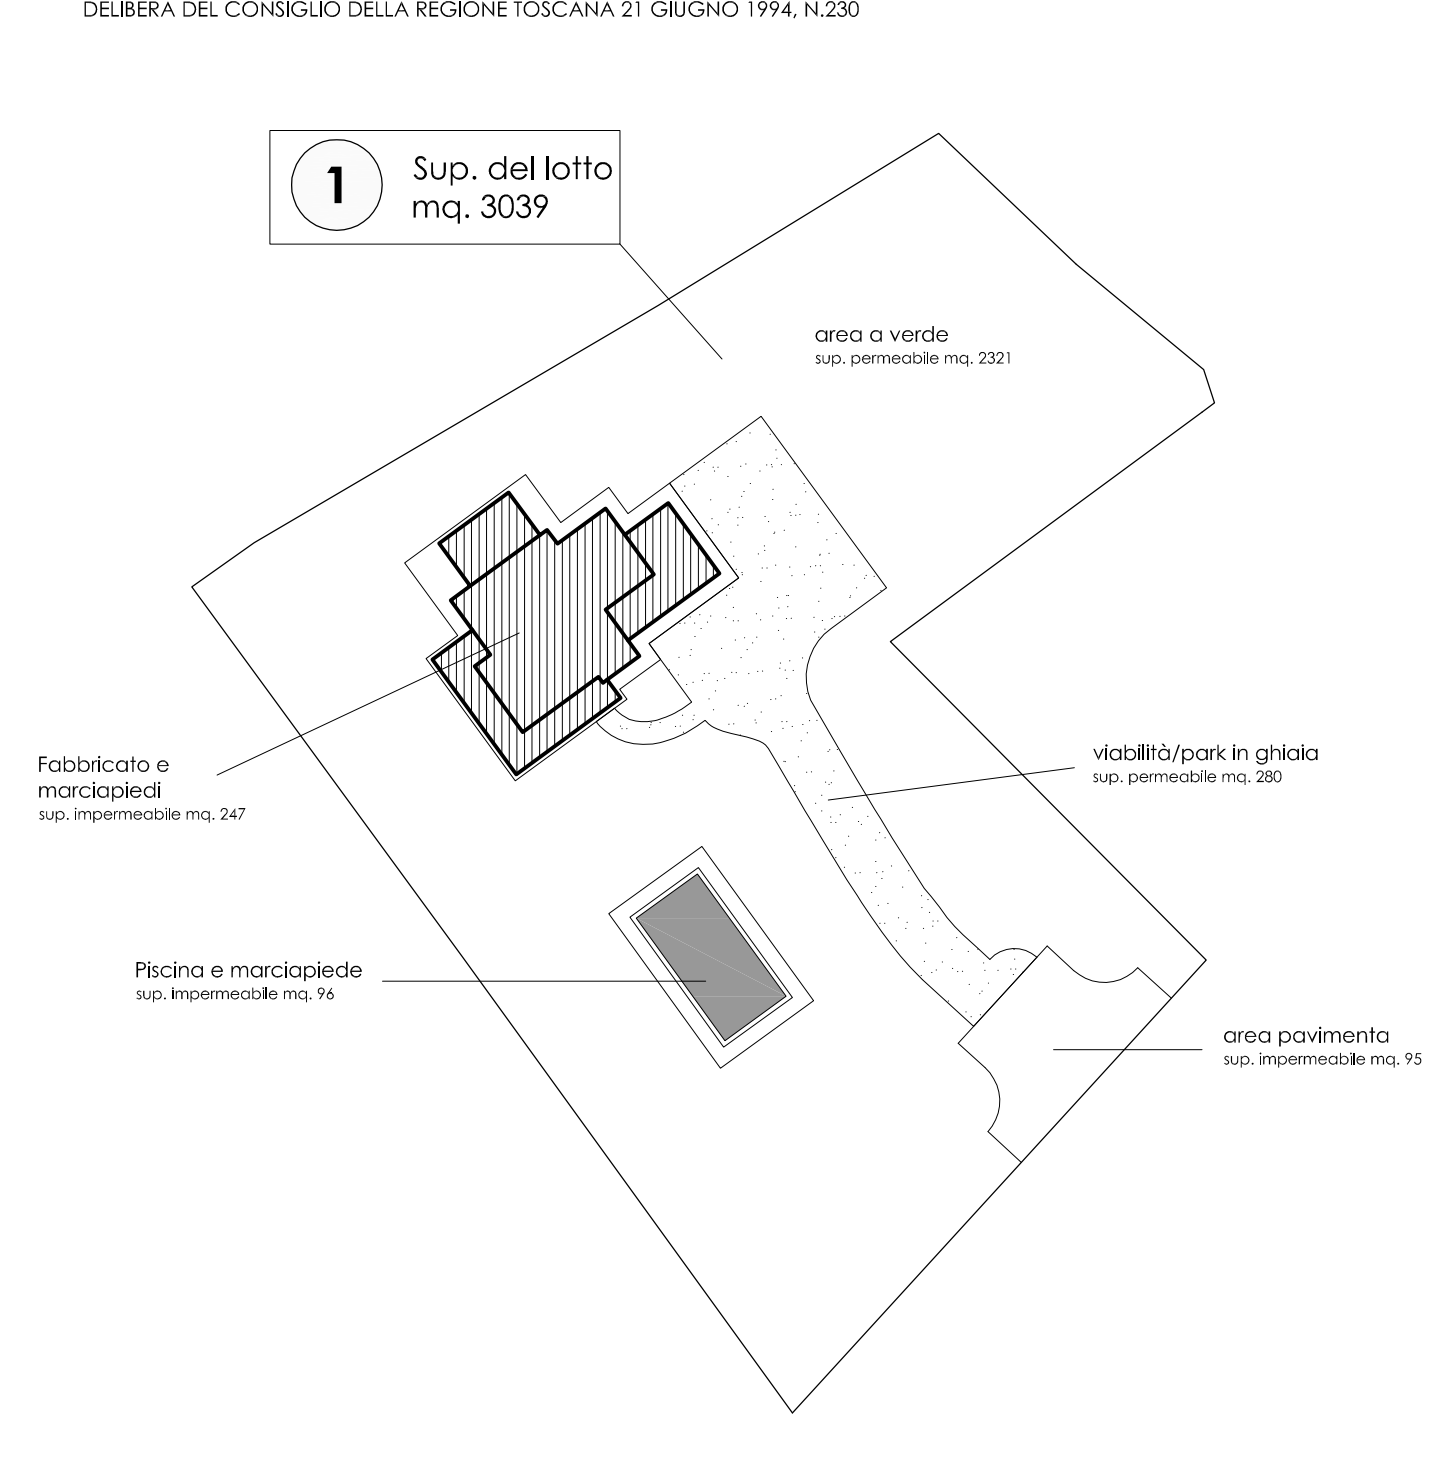 DELIBERA DEL CONSIGLIO DELLA REGIONE TOSCANA 21 GIUGNO 1994, N.230
1
Sup. del lotto
mq. 3039
area a verde
sup. permeabile mq. 2321
Fabbricato e
marciapiedi
sup. impermeabile mq. 247
viabilità/park in ghiaia
sup. permeabile mq. 280
Piscina e marciapiede
sup. impermeabile mq. 96
area pavimenta
sup. impermeabile mq. 95